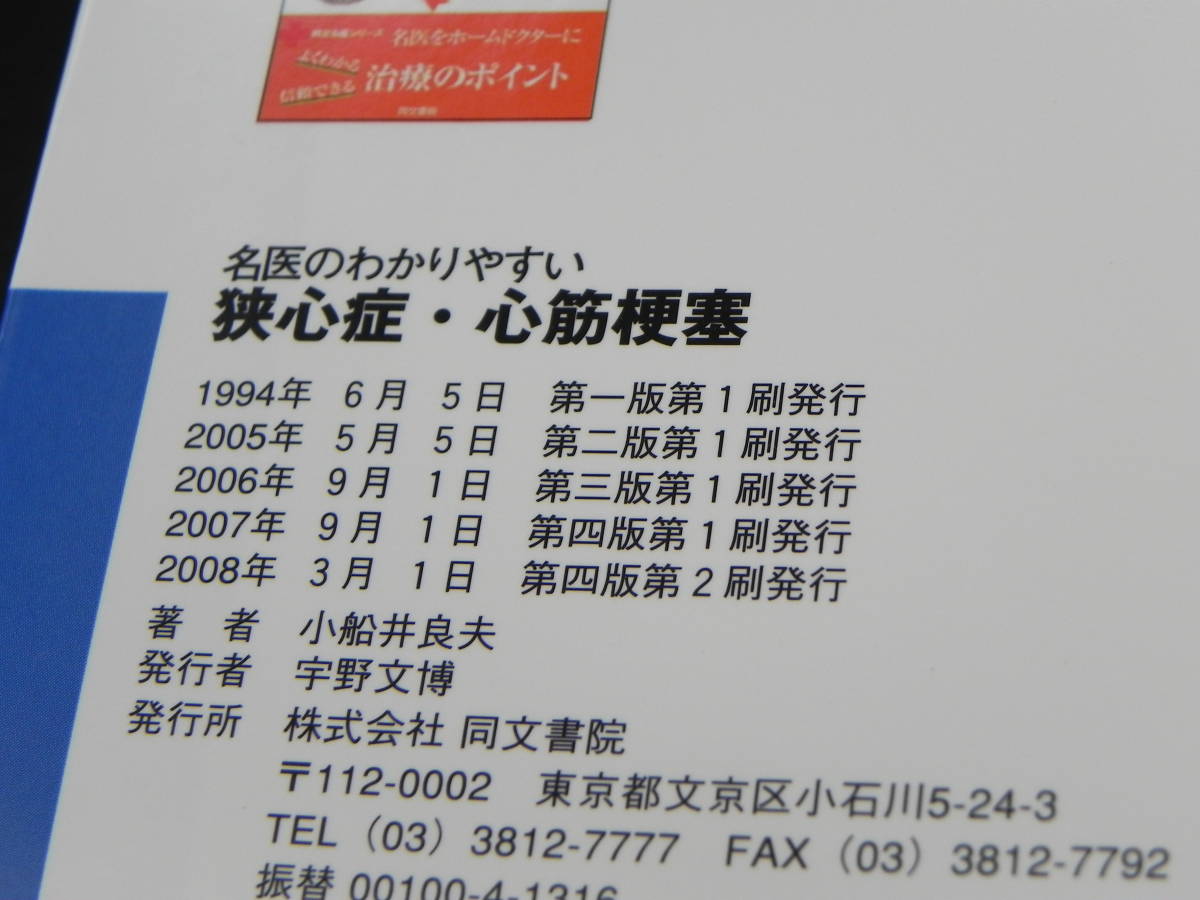 名医をホームドクターに
よくわかる
信頼できる
治療のポイント
同文書院
名医のわかりやすい
狭心症・心筋梗塞
1994年 6月 5日 第一版第1刷発行
2005年 5月 5日 第二版第1刷発行
2006年 9月 1日 第三版第1刷発行
2007年 9月 1日 第四版第1刷発行
2008年 3月 1日 第四版第2刷発行
著 者 小船井良夫
発行者 宇野文博
発行所 株式会社 同文書院
〒112-0002 東京都文京区小石川5-24-3
TEL (03) 3812-7777 FAX (03) 3812-7792
振替 00100-4-1316